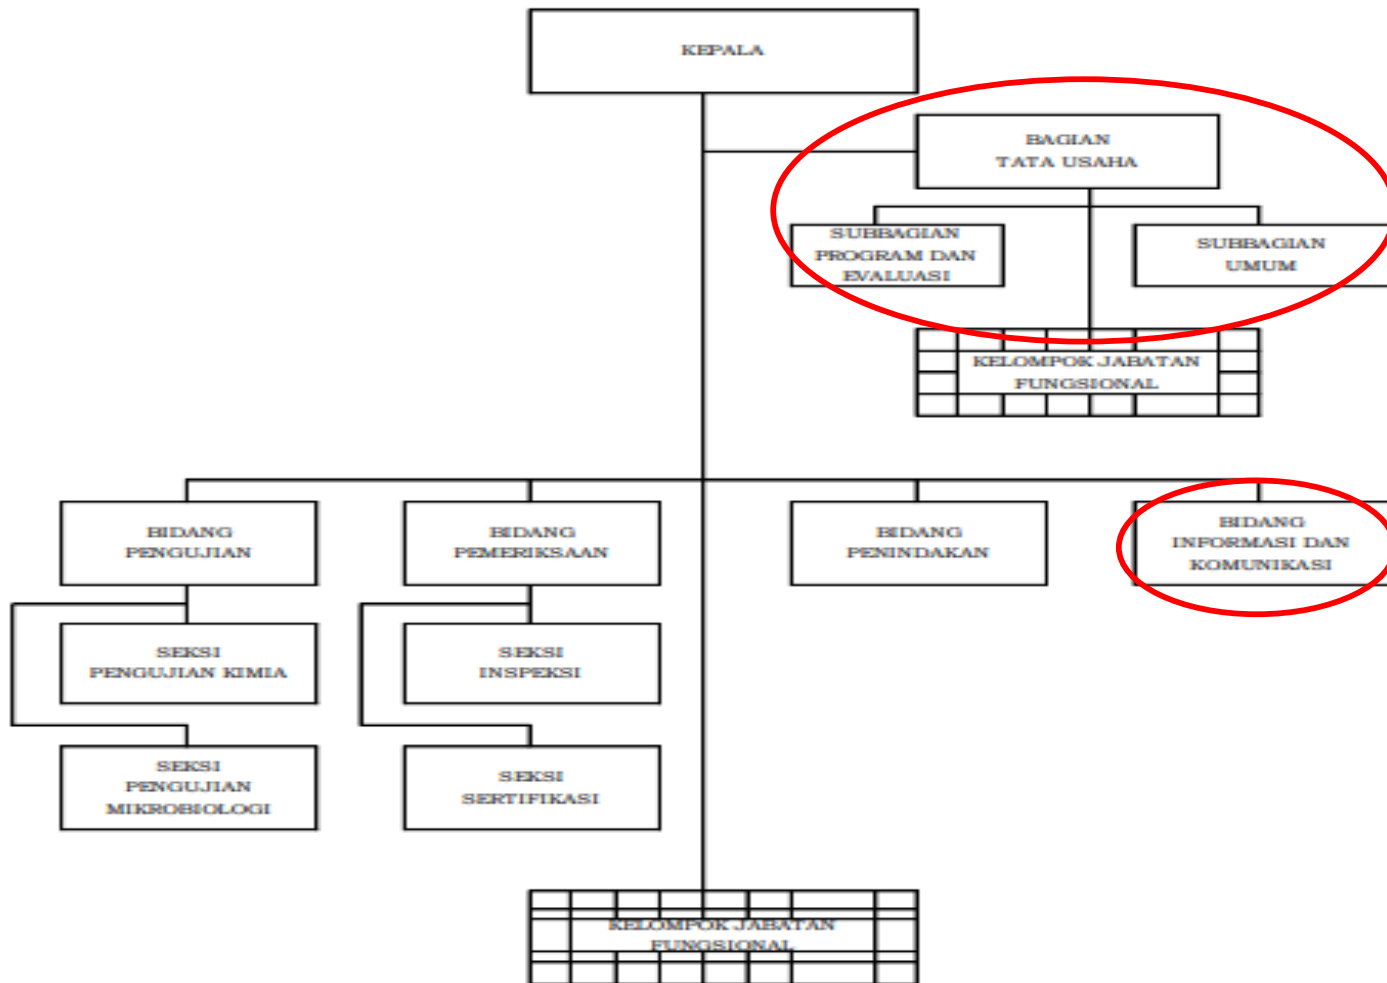 KEPALA
BAGIAN
TATA USAHA
SUBBAGIAN
PROGRAM DAN
EVALUASI
SUBBAGIAN
UMUM
KELOMPOK JABATAN
FUNGSIONAL
BIDANG
PENGUJIAN
BIDANG
PEMERIKSAAN
BIDANG
PENINDAKAN
BIDANG
INFORMASI DAN
KOMUNIKASI
SEKSI
PENGUJIAN KIMIA
SEKSI
INSPEKSI
SEKSI
PENGUJIAN
MIKROBIOLOGI
SEKSI
SERTIFIKASI
KELOMPOK JABATAN
FUNGSIONAL